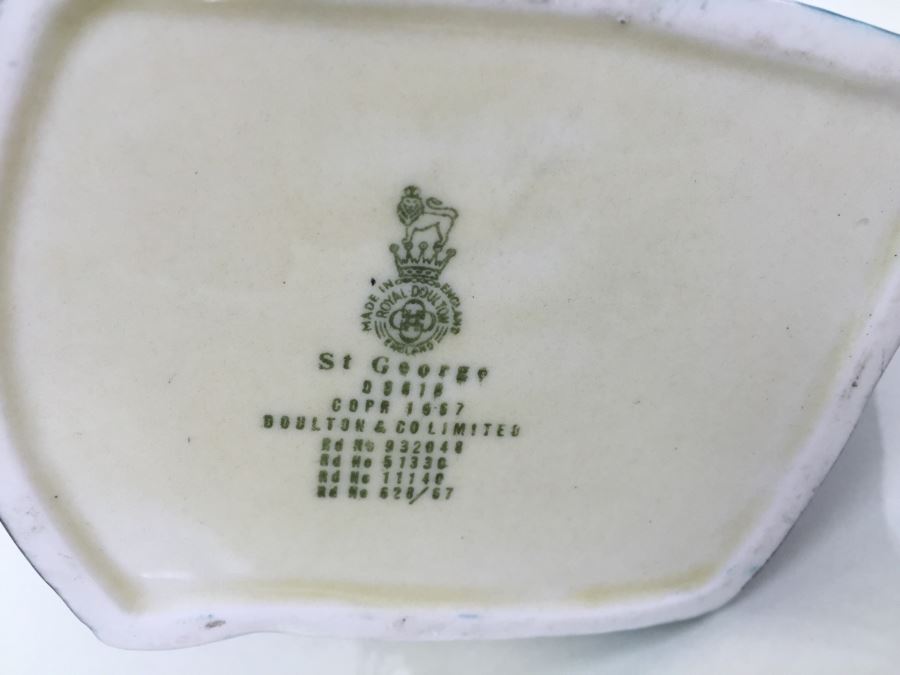 MADE IN ENGLAND
ROYAL DOULTON
ENGLAND
St George
D 6618
COPR 1967
DOULTON & CO LIMITED
Rd No 932048
Rd No 51330
Rd No 11140
Rd No 628/67